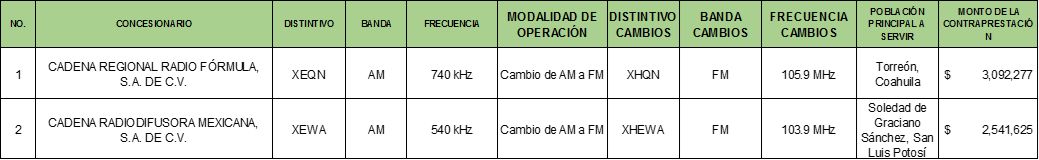 NO. CONCESIONARIO DISTINTIVO BANDA FRECUENCIA MODALIDAD DE OPERACIÓN DISTINTIVO CAMBIOS BANDA CAMBIOS FRECUENCIA CAMBIOS POBLACIÓN PRINCIPAL A SERVIR MONTO DE LA CONTRAPRESTACIÓN
1 CADENA REGIONAL RADIO FÓRMULA, S.A. DE C.V. XEQN AM 740 kHz Cambio de AM a FM XHQN FM 105.9 MHz Torreón, Coahuila $ 3,092,277
2 CADENA RADIODIFUSORA MEXICANA, S.A. DE C.V. XEWA AM 540 kHz Cambio de AM a FM XHEWA FM 103.9 MHz Soledad de Graciano Sánchez, San Luis Potosí $ 2,541,625